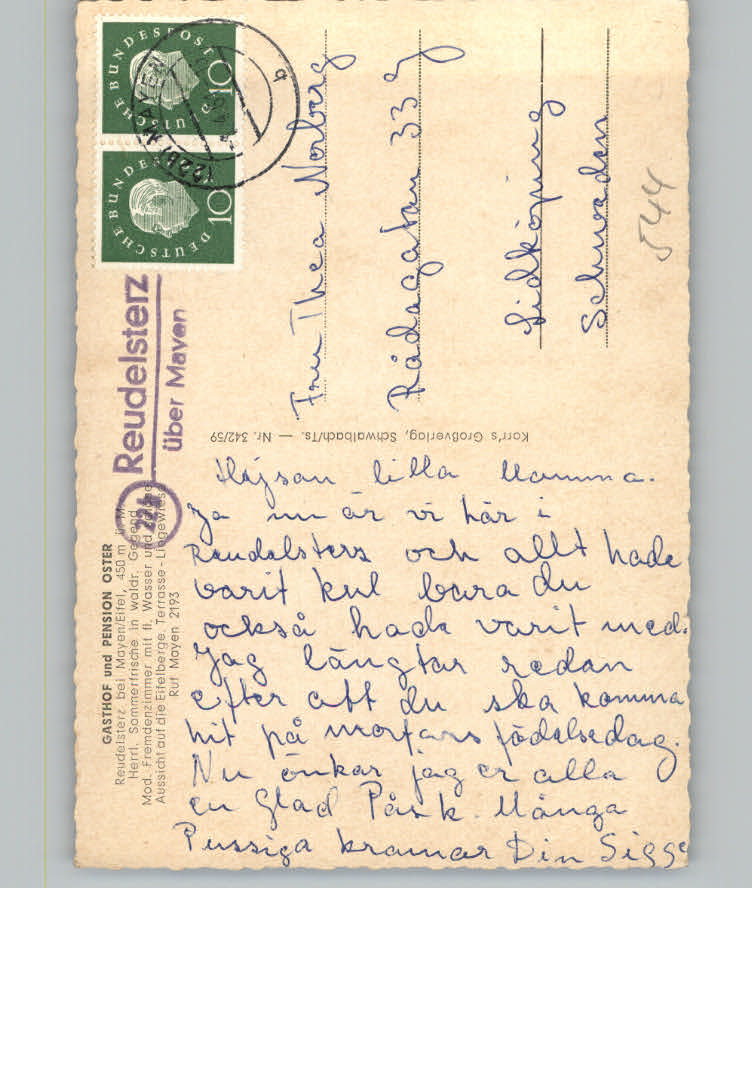 GASTHOF und PENSION OSTER
Reudelsterz bei Mayen/Eifel, 450 m ü. M.
Herrl. Sommerfrische in waldr. Gegend
Mod. Fremdenzimmer mit fl. Wasser und
Aussicht auf die Eifelberge. Terrasse - Liegewiese
Ruf Mayen 2193
22b
Reudelsterz
über Mayen
DEUTSCHE BUNDESPOST
10
DEUTSCHE BUNDESPOST
10
(22b) MAYEN
b
Korr's Großverlag, Schwalbach/Ts. — Nr. 342/59
Frau Thea Norberg
Rådagatan 33
Lidköping
Schweden
544
Hejsan lilla Mamma.
Ja nu är vi här i
Reudelsterz och allt hade
varit kul bara du
också hade varit med.
Jag längtar redan
efter att du ska komma
hit på morfars födelsedag.
Nu önkar jag er alla
en Glad Påsk. Många
Pussiga kramar Din Sigge